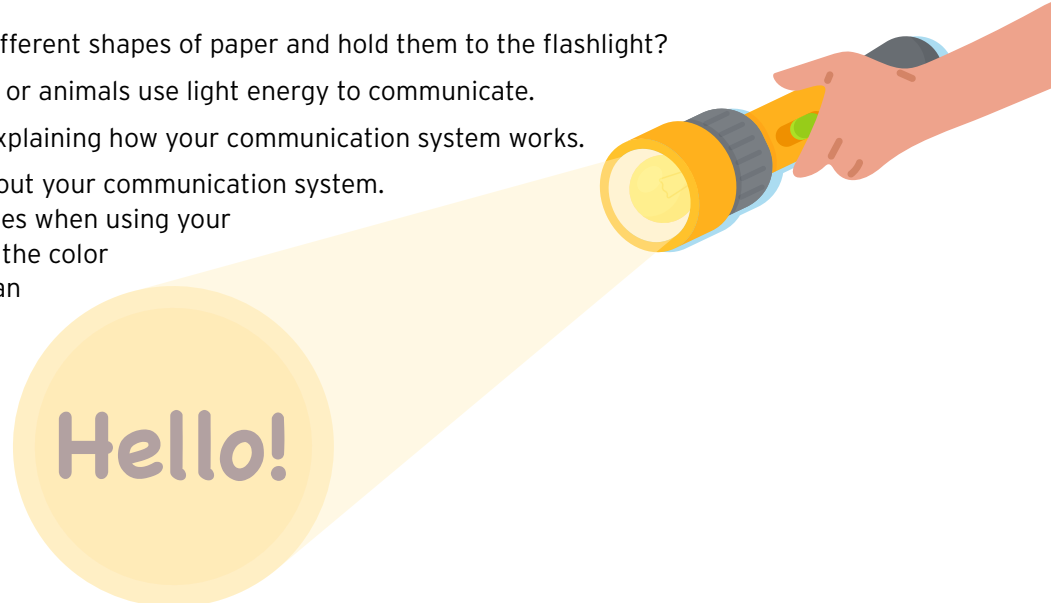 fferent shapes of paper and hold them to the flashlight?
or animals use light energy to communicate.
xplaining how your communication system works.
out your communication system.
es when using your
the color
an
Hello!